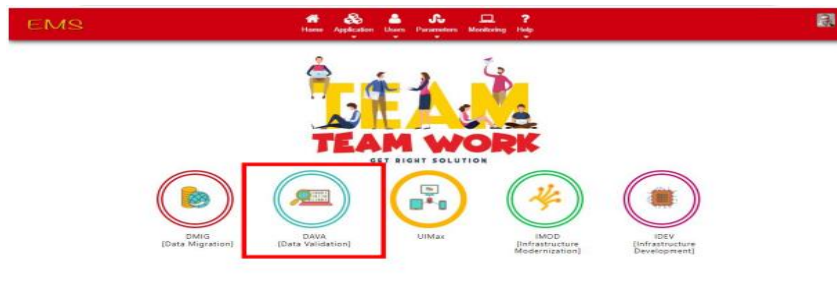 EMS
Home Application Users Parameters Monitoring Help
TEAM
TEAM WORK
GET RIGHT SOLUTION
DMIG
(Data Migration)
DAVA
(Data Validation)
UIMax
IMOD
(Infrastructure
Modernization)
IDEV
(Infrastructure
Development)